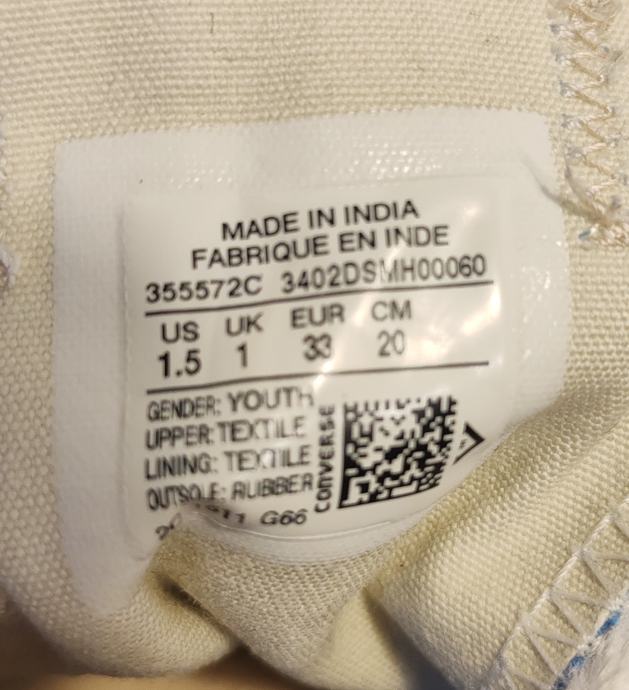 MADE IN INDIA
FABRIQUE EN INDE
355572C 3402DSMH00060
US UK EUR CM
1.5 1 33 20
GENDER: YOUTH
UPPER: TEXTILE
LINING: TEXTILE
OUTSOLE: RUBBER
G66
CONVERSE